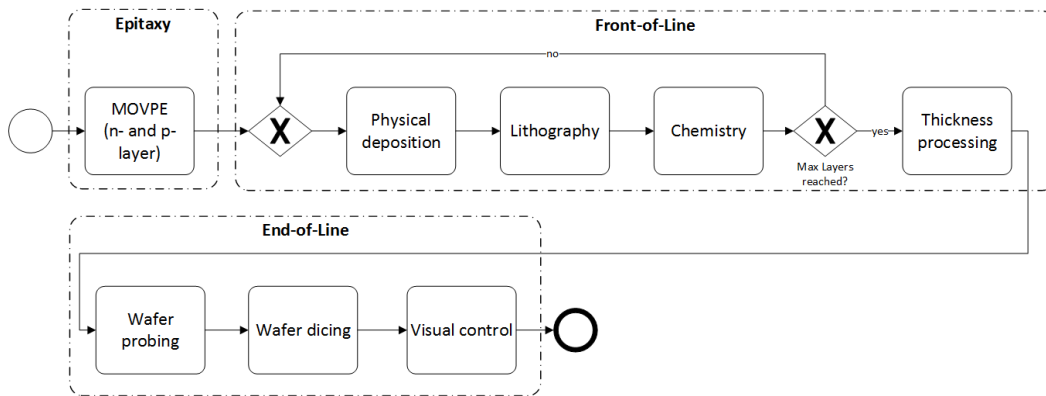 Epitaxy
Front-of-Line
no
MOVPE
(n- and p-
layer)
X
Physical
deposition
Lithography
Chemistry
X
yes
Thickness
processing
Max Layers
reached?
End-of-Line
Wafer
probing
Wafer dicing
Visual control